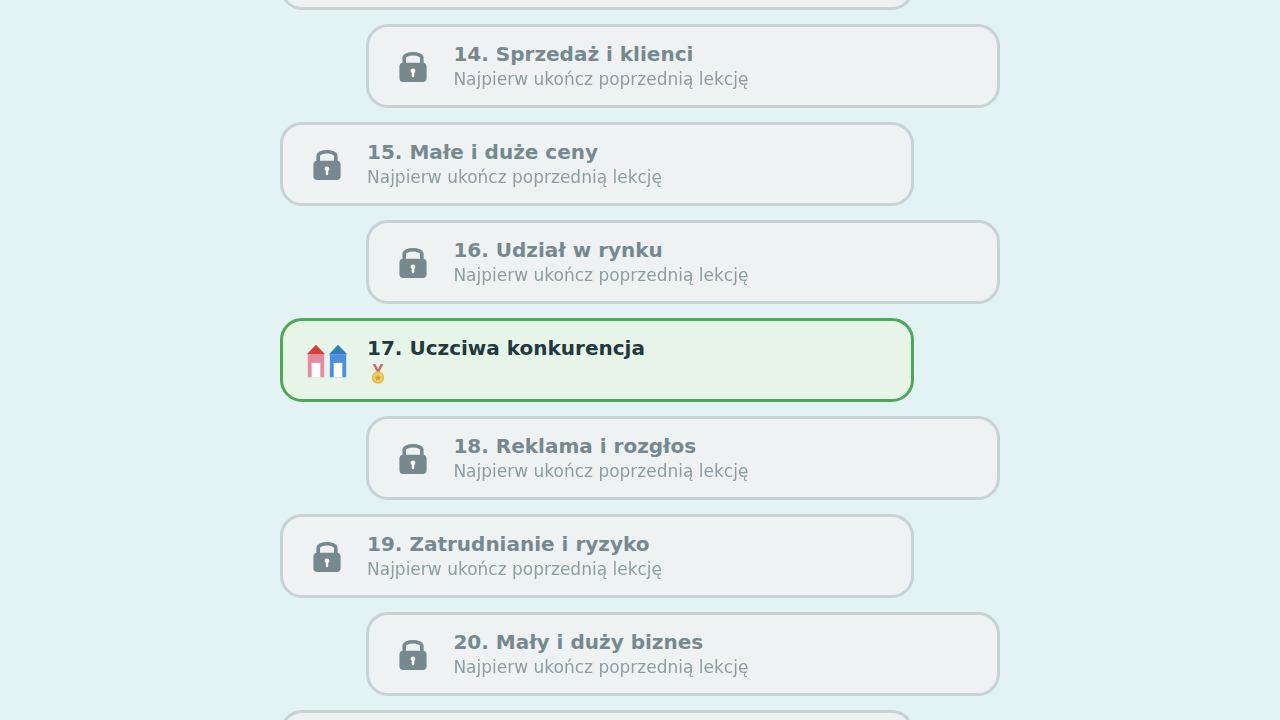 14. Sprzedaż i klienci
Najpierw ukończ poprzednią lekcję
15. Małe i duże ceny
Najpierw ukończ poprzednią lekcję
16. Udział w rynku
Najpierw ukończ poprzednią lekcję
17. Uczciwa konkurencja
18. Reklama i rozgłos
Najpierw ukończ poprzednią lekcję
19. Zatrudnianie i ryzyko
Najpierw ukończ poprzednią lekcję
20. Mały i duży biznes
Najpierw ukończ poprzednią lekcję